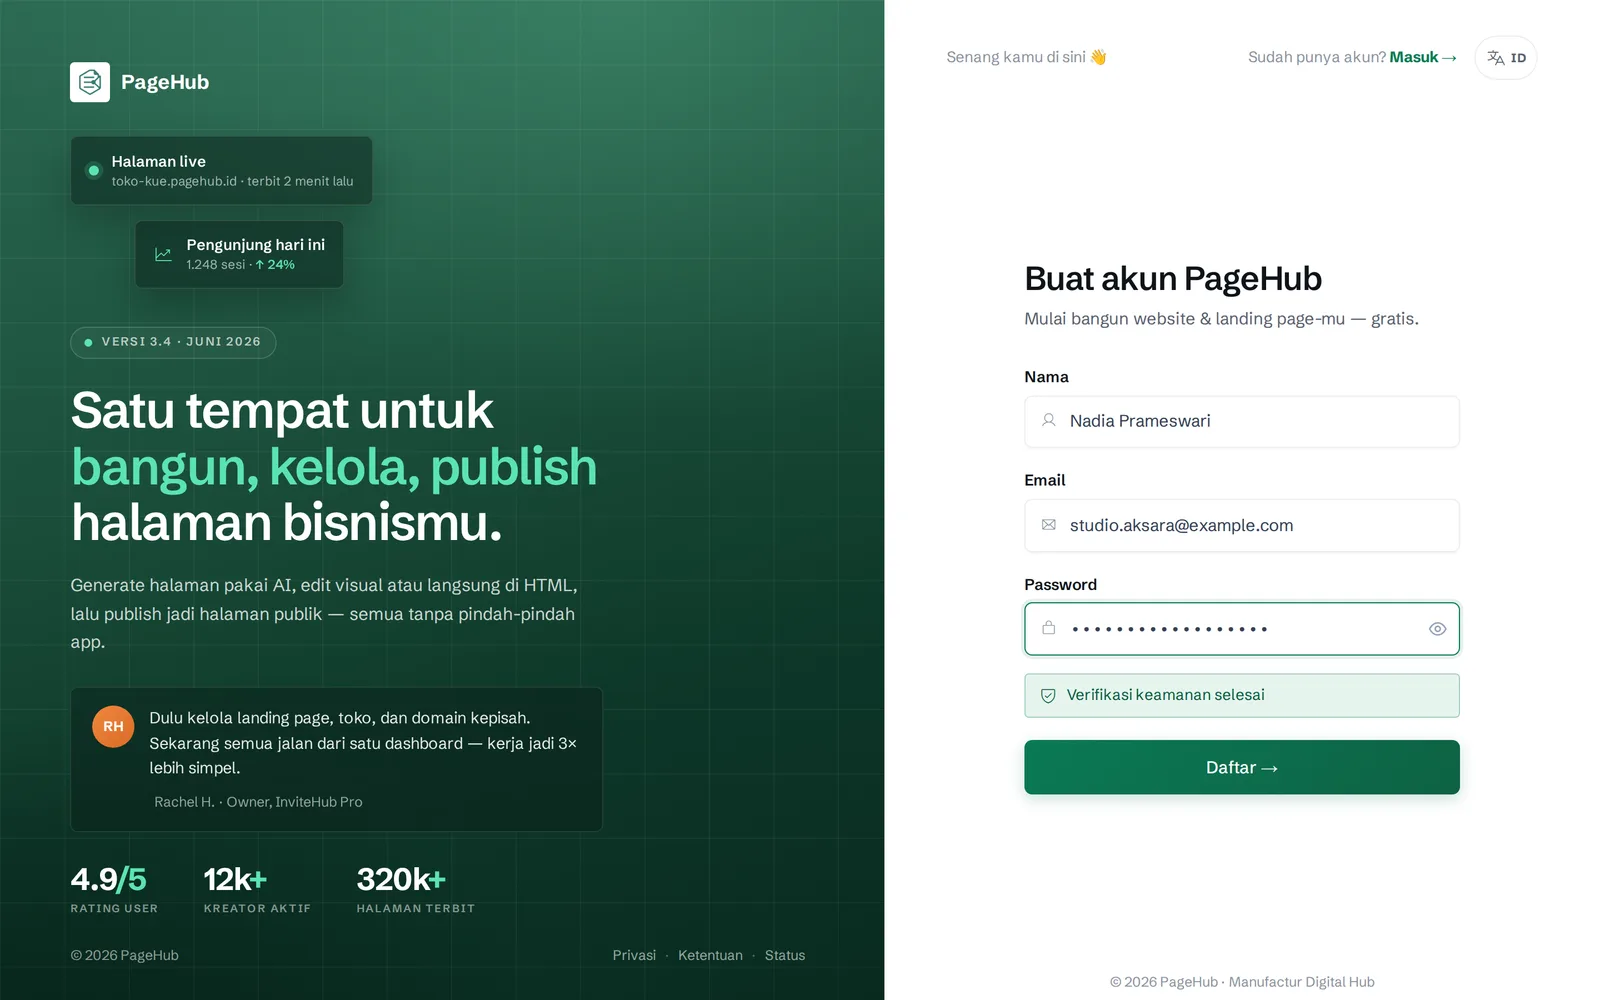 PageHub
Halaman live
toko-kue.pagehub.id · terbit 2 menit lalu
Pengunjung hari ini
1.248 sesi · ↑ 24%
VERSI 3.4 · JUNI 2026
Satu tempat untuk
bangun, kelola, publish
halaman bisnismu.
Generate halaman pakai AI, edit visual atau langsung di HTML,
lalu publish jadi halaman publik — semua tanpa pindah-pindah
app.
RH
Dulu kelola landing page, toko, dan domain kepisah.
Sekarang semua jalan dari satu dashboard — kerja jadi 3×
lebih simpel.
Rachel H. · Owner, InviteHub Pro
4.9/5
RATING USER
12k+
KREATOR AKTIF
320k+
HALAMAN TERBIT
© 2026 PageHub
Privasi · Ketentuan · Status
Senang kamu di sini 👋
Sudah punya akun? Masuk →
ID
Buat akun PageHub
Mulai bangun website & landing page-mu — gratis.
Nama
Nadia Prameswari
Email
studio.aksara@example.com
Password
••••••••••••••••••
Verifikasi keamanan selesai
Daftar →
© 2026 PageHub · Manufactur Digital Hub